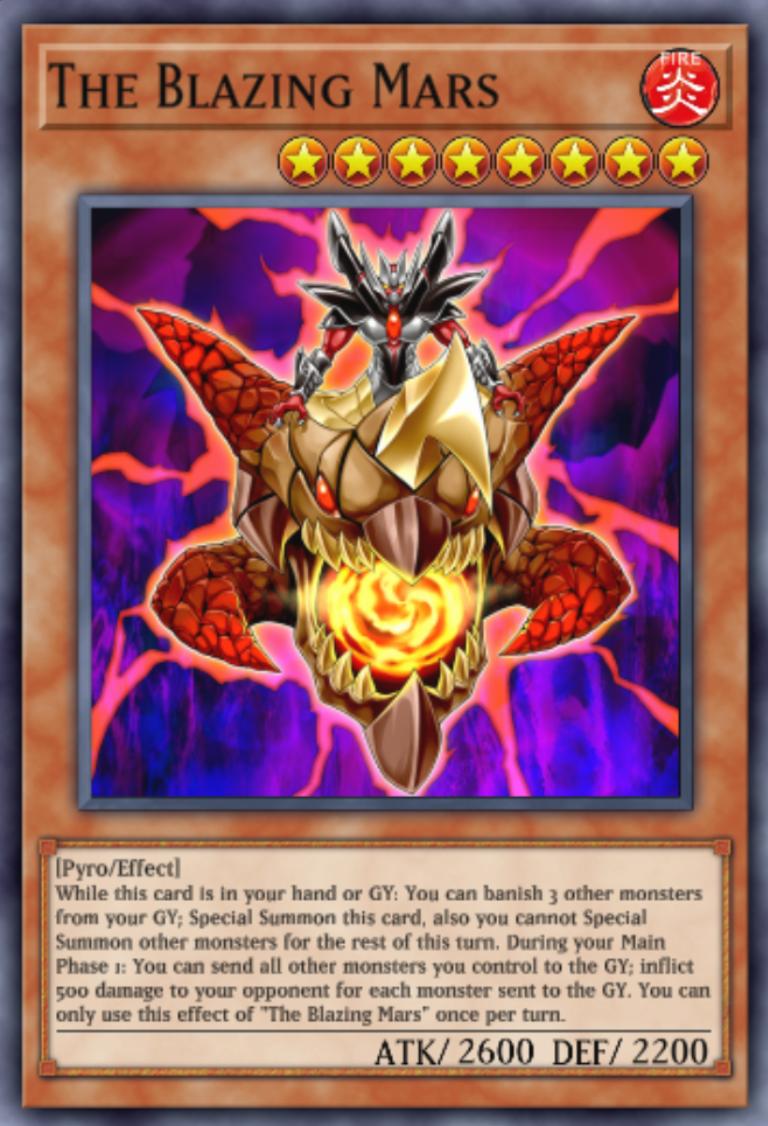 The Blazing Mars
FIRE
炎
[Pyro/Effect]
While this card is in your hand or GY: You can banish 3 other monsters
from your GY; Special Summon this card, also you cannot Special
Summon other monsters for the rest of this turn. During your Main
Phase 1: You can send all other monsters you control to the GY; inflict
500 damage to your opponent for each monster sent to the GY. You can
only use this effect of "The Blazing Mars" once per turn.
ATK/ 2600 DEF/ 2200